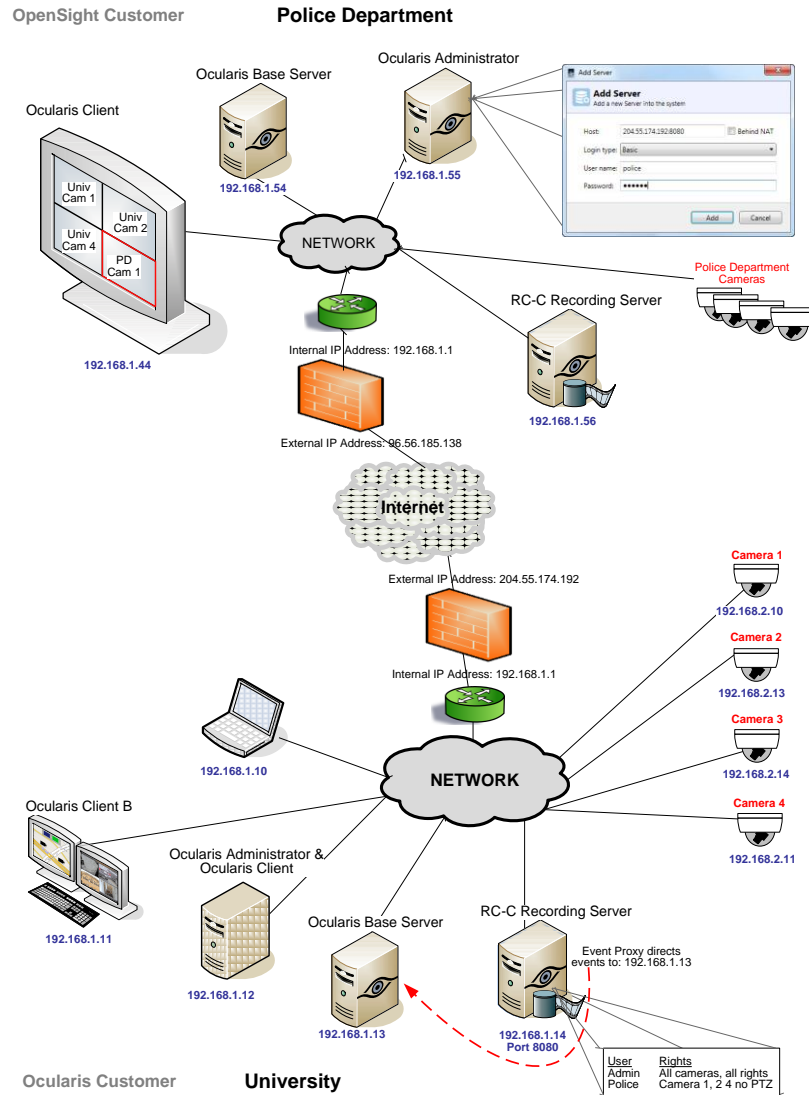 OpenSight Customer
Police Department
Ocularis Administrator
Ocularis Base Server
Ocularis Client
Add Server
Add Server
Add a new Server into the system
Host:
204.55.174.192:8080
Behind NAT
Login type:
Basic
User name:
police
Password:
●●●●●●
Add
Cancel
192.168.1.54
192.168.1.55
Univ
Cam 1
Univ
Cam 2
Univ
Cam 4
PD
Cam 1
NETWORK
Police Department
Cameras
192.168.1.44
RC-C Recording Server
Internal IP Address: 192.168.1.1
192.168.1.56
External IP Address: 96.56.185.138
Internet
Camera 1
192.168.2.10
External IP Address: 204.55.174.192
Camera 2
192.168.2.13
Internal IP Address: 192.168.1.1
Camera 3
192.168.2.14
192.168.1.10
NETWORK
Camera 4
192.168.2.11
Ocularis Client B
192.168.1.11
Ocularis Administrator &
Ocularis Client
192.168.1.12
Ocularis Base Server
192.168.1.13
RC-C Recording Server
Event Proxy directs
events to: 192.168.1.13
192.168.1.14
Port 8080
User Rights
Admin All cameras, all rights
Police Camera 1, 2 4 no PTZ
Ocularis Customer
University